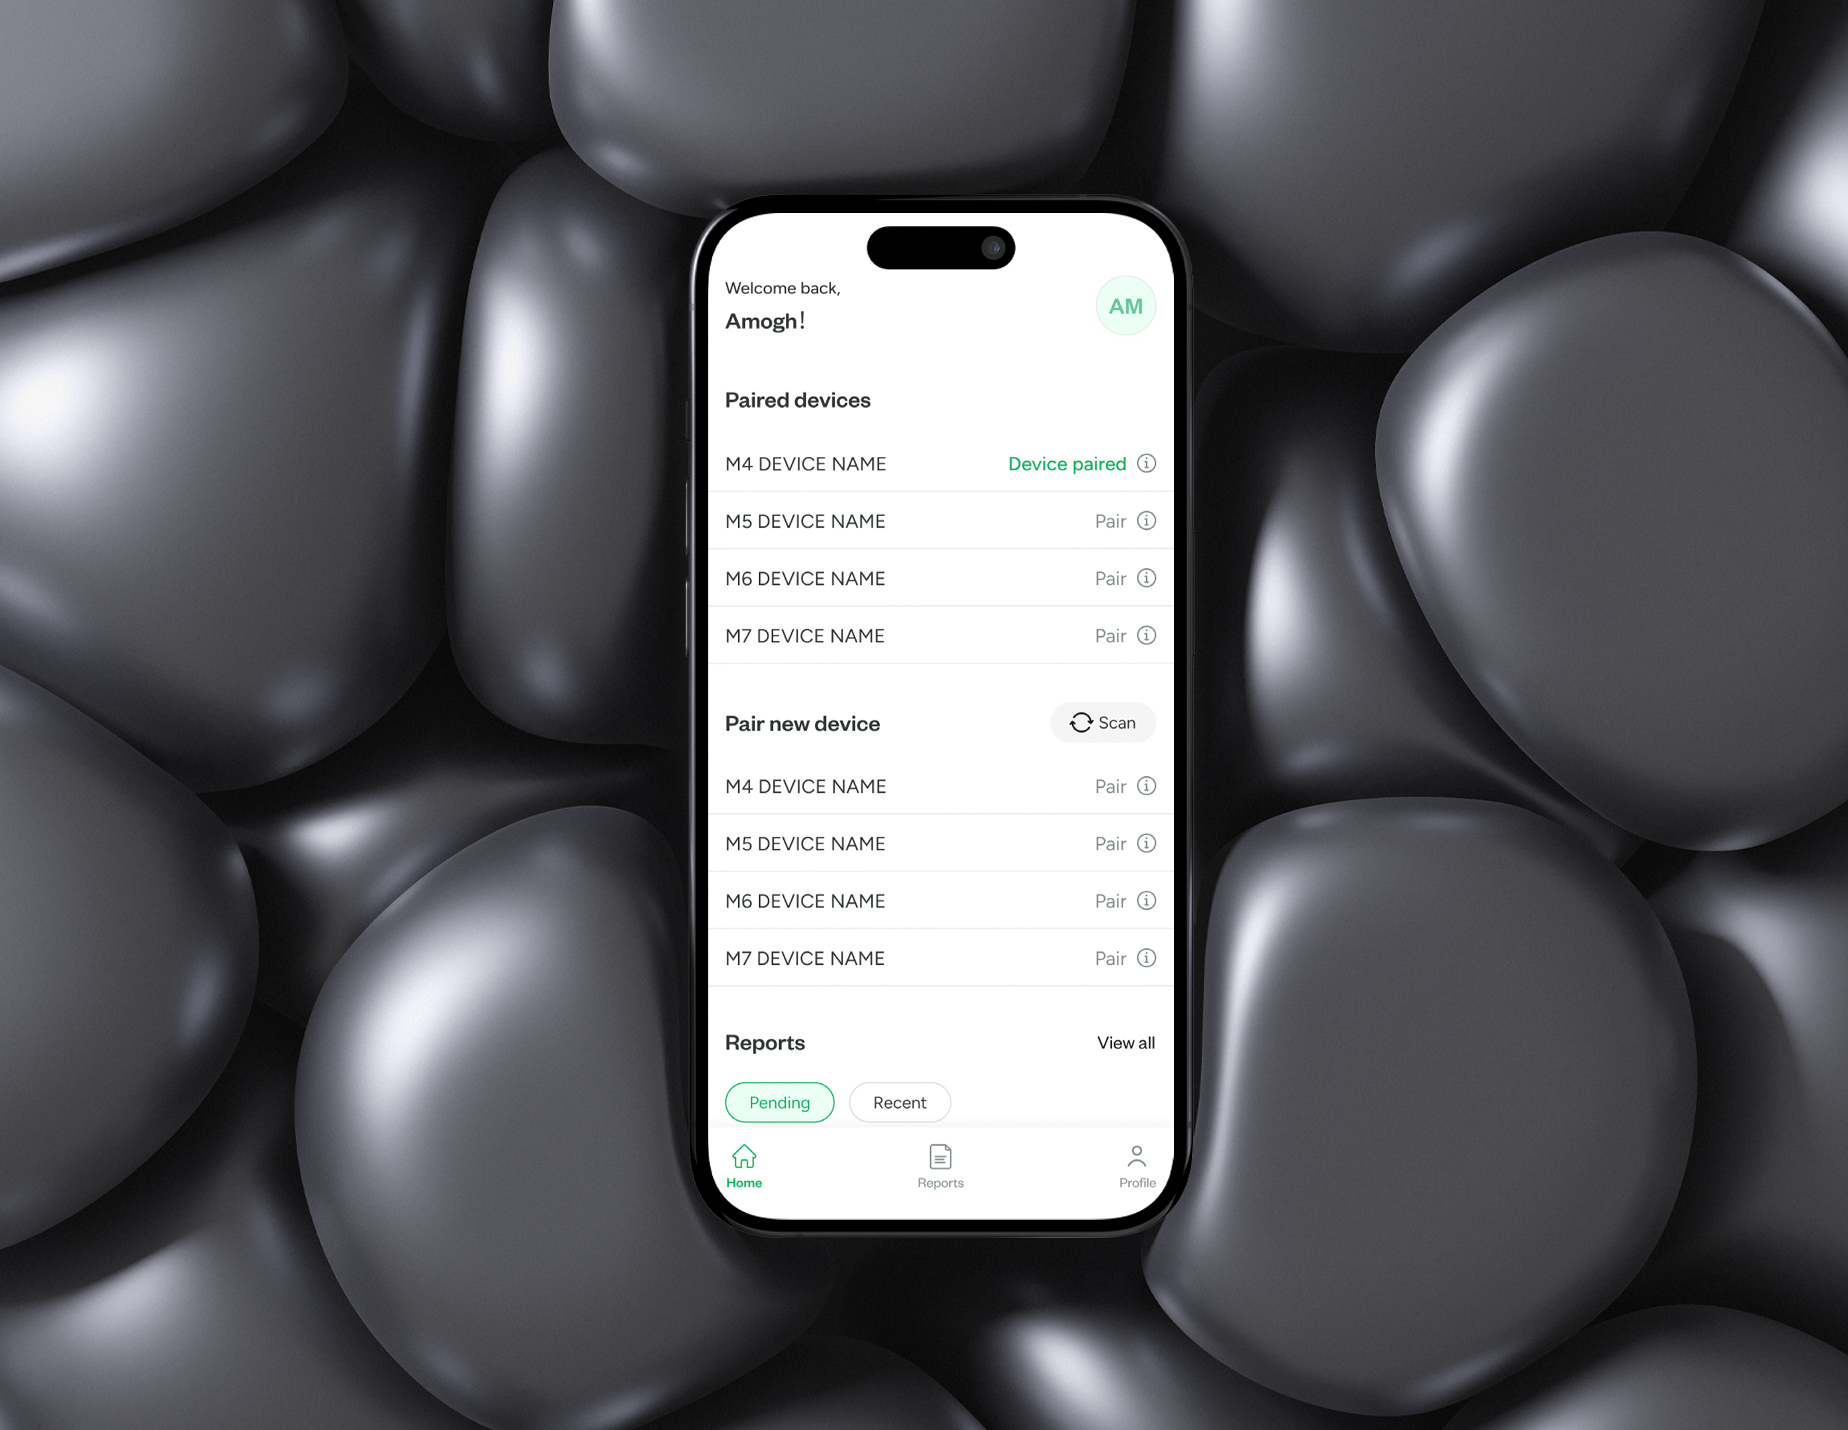 Welcome back,
Amogh!
AM
Paired devices
M4 DEVICE NAME Device paired
M5 DEVICE NAME Pair
M6 DEVICE NAME Pair
M7 DEVICE NAME Pair
Pair new device Scan
M4 DEVICE NAME Pair
M5 DEVICE NAME Pair
M6 DEVICE NAME Pair
M7 DEVICE NAME Pair
Reports View all
Pending Recent
Home Reports Profile